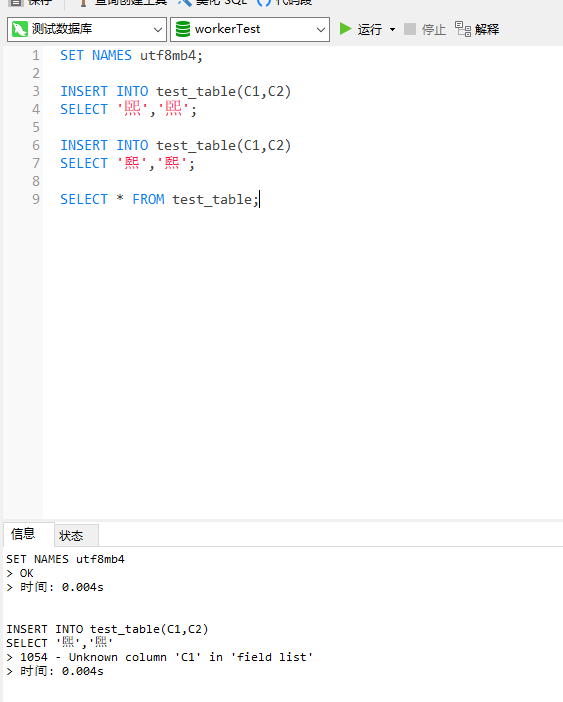 保存 查询创建工具 美化 SQL 代码段
测试数据库 workerTest 运行 停止 解释
1 SET NAMES utf8mb4;
2
3 INSERT INTO test_table(C1,C2)
4 SELECT '𤋮','𤋮';
5
6 INSERT INTO test_table(C1,C2)
7 SELECT '熙','熙';
8
9 SELECT * FROM test_table;
信息 状态
SET NAMES utf8mb4
> OK
> 时间: 0.004s
INSERT INTO test_table(C1,C2)
SELECT '𤋮','𤋮'
> 1054 - Unknown column 'C1' in 'field list'
> 时间: 0.004s